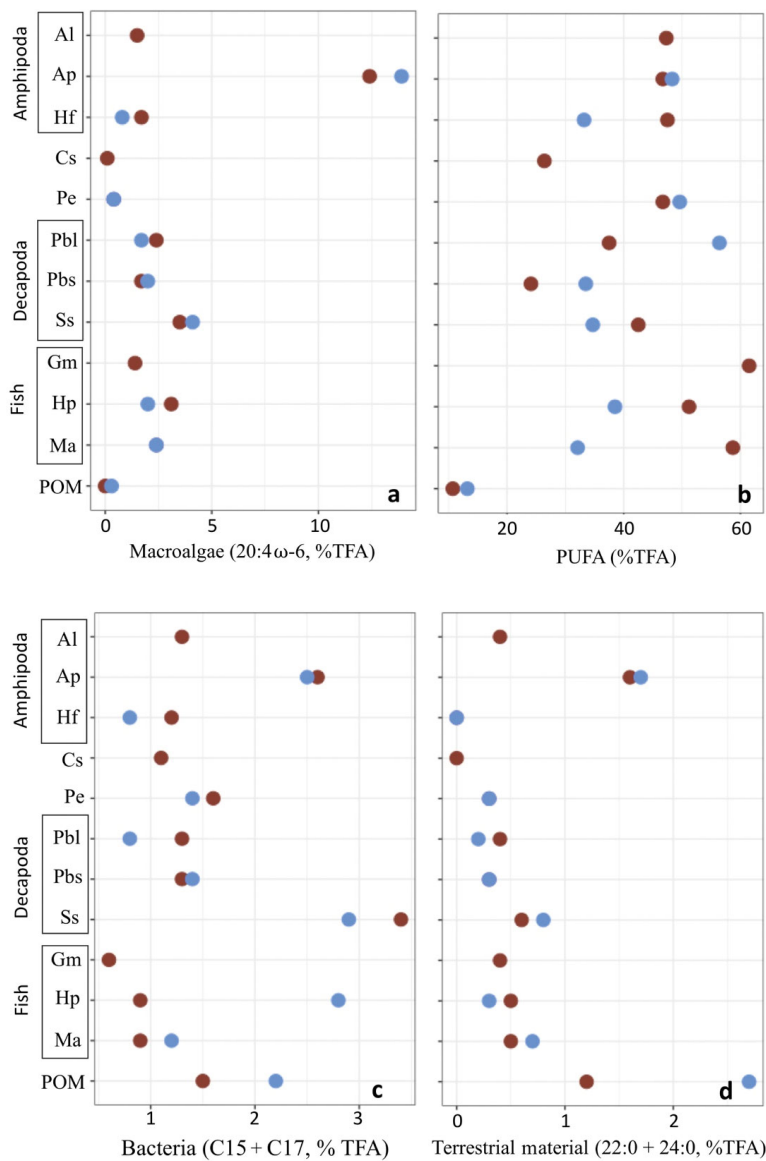 Amphipoda
Al
Ap
Hf
Cs
Pe
Decapoda
Pbl
Pbs
Ss
Fish
Gm
Hp
Ma
POM
a
b
0 5 10
20 40 60
Macroalgae (20:4ω-6, %TFA)
PUFA (%TFA)
Amphipoda
Al
Ap
Hf
Cs
Pe
Decapoda
Pbl
Pbs
Ss
Fish
Gm
Hp
Ma
POM
c
d
1 2 3
0 1 2
Bacteria (C15 + C17, % TFA)
Terrestrial material (22:0 + 24:0, %TFA)